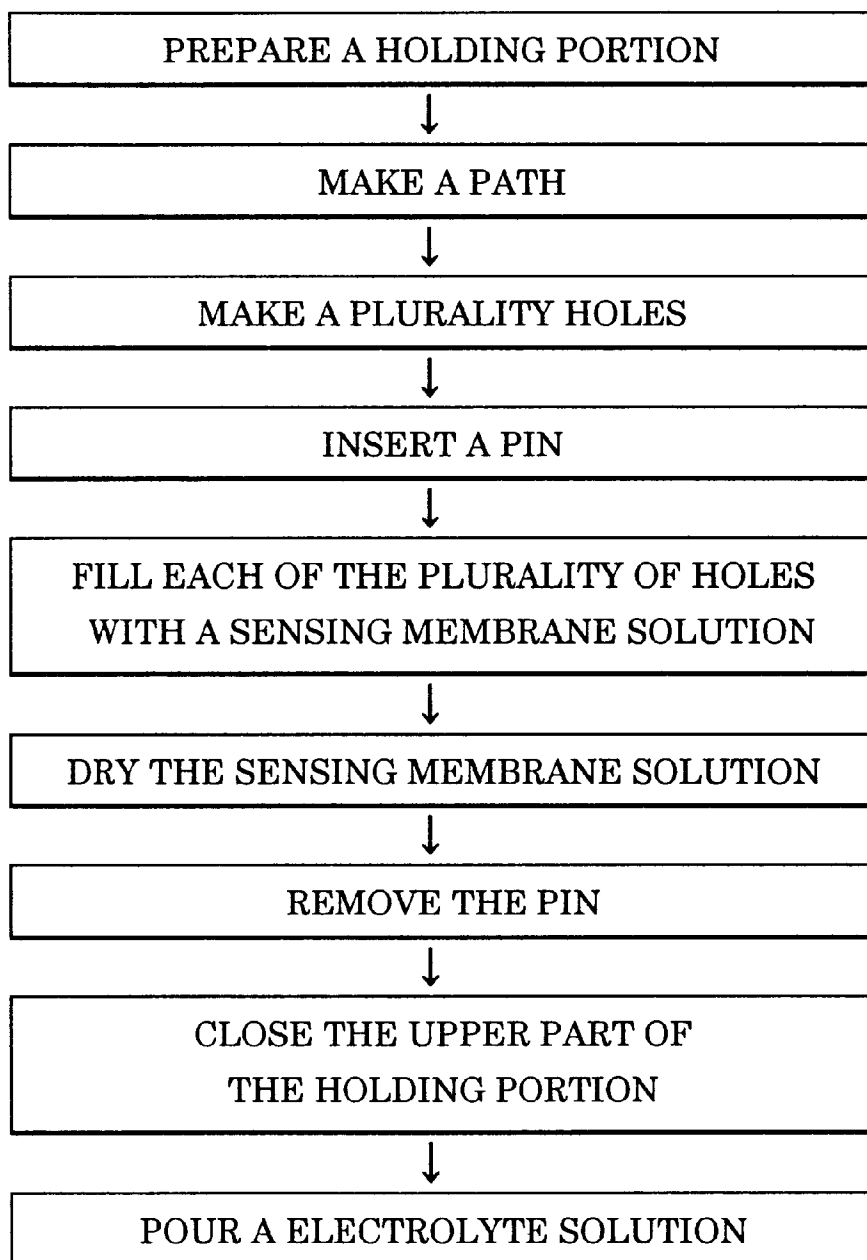 PREPARE A HOLDING PORTION
MAKE A PATH
MAKE A PLURALITY HOLES
INSERT A PIN
FILL EACH OF THE PLURALITY OF HOLES
WITH A SENSING MEMBRANE SOLUTION
DRY THE SENSING MEMBRANE SOLUTION
REMOVE THE PIN
CLOSE THE UPPER PART OF
THE HOLDING PORTION
POUR A ELECTROLYTE SOLUTION